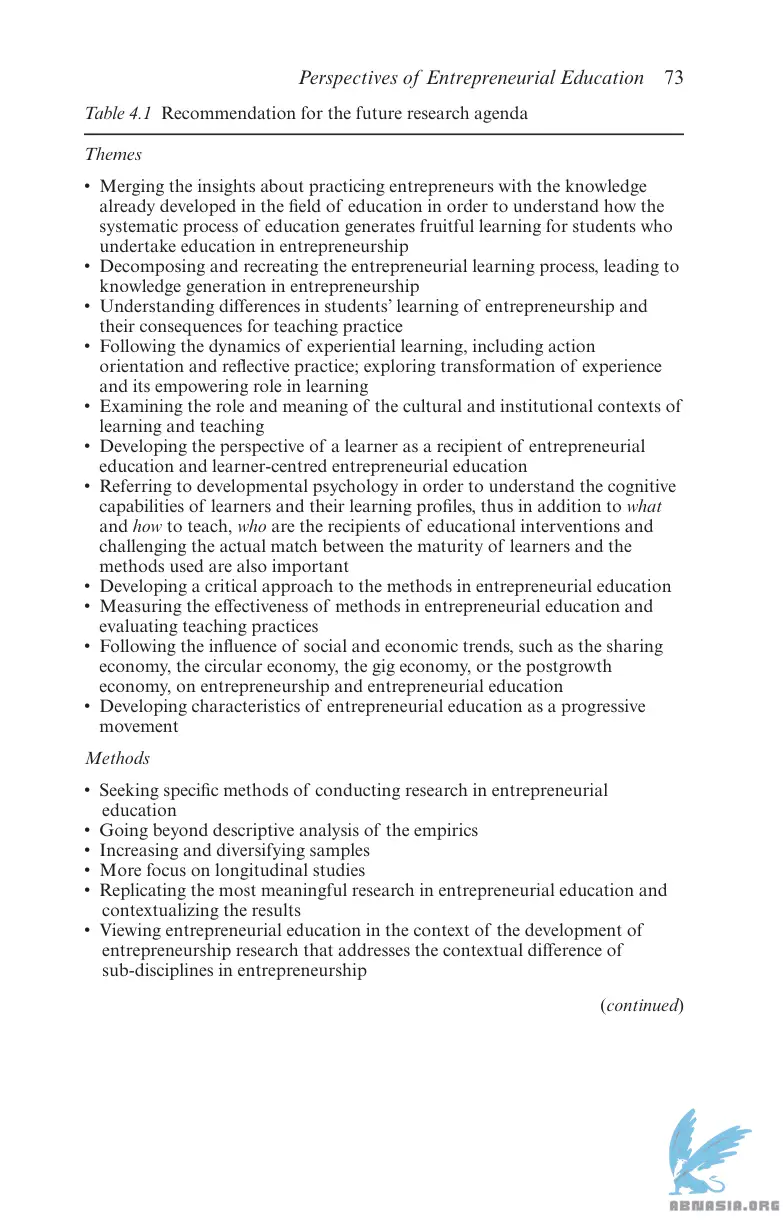 Perspectives of Entrepreneurial Education 73
Table 4.1 Recommendation for the future research agenda
Themes
• Merging the insights about practicing entrepreneurs with the knowledge
already developed in the field of education in order to understand how the
systematic process of education generates fruitful learning for students who
undertake education in entrepreneurship
• Decomposing and recreating the entrepreneurial learning process, leading to
knowledge generation in entrepreneurship
• Understanding differences in students' learning of entrepreneurship and
their consequences for teaching practice
• Following the dynamics of experiential learning, including action
orientation and reflective practice; exploring transformation of experience
and its empowering role in learning
• Examining the role and meaning of the cultural and institutional contexts of
learning and teaching
• Developing the perspective of a learner as a recipient of entrepreneurial
education and learner-centred entrepreneurial education
• Referring to developmental psychology in order to understand the cognitive
capabilities of learners and their learning profiles, thus in addition to what
and how to teach, who are the recipients of educational interventions and
challenging the actual match between the maturity of learners and the
methods used are also important
• Developing a critical approach to the methods in entrepreneurial education
• Measuring the effectiveness of methods in entrepreneurial education and
evaluating teaching practices
• Following the influence of social and economic trends, such as the sharing
economy, the circular economy, the gig economy, or the postgrowth
economy, on entrepreneurship and entrepreneurial education
• Developing characteristics of entrepreneurial education as a progressive
movement
Methods
• Seeking specific methods of conducting research in entrepreneurial
education
• Going beyond descriptive analysis of the empirics
• Increasing and diversifying samples
• More focus on longitudinal studies
• Replicating the most meaningful research in entrepreneurial education and
contextualizing the results
• Viewing entrepreneurial education in the context of the development of
entrepreneurship research that addresses the contextual difference of
sub-disciplines in entrepreneurship
(continued)
ABNASIA.ORG